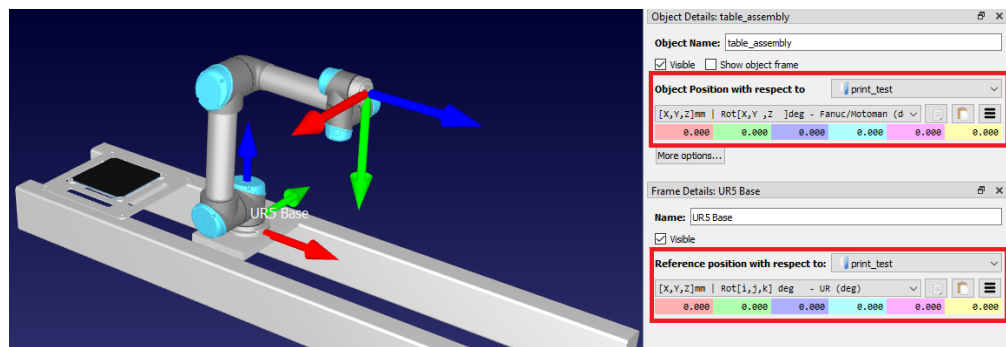 UR5 Base
Object Details: table_assembly
Object Name: table_assembly
Visible Show object frame
Object Position with respect to print_test
[X,Y,Z]mm | Rot[X,Y ,Z ]deg - Fanuc/Motoman (d
0.000 0.000 0.000 0.000 0.000 0.000
More options...
Frame Details: UR5 Base
Name: UR5 Base
Visible
Reference position with respect to: print_test
[X,Y,Z]mm | Rot[i,j,k] deg - UR (deg)
0.000 0.000 0.000 0.000 0.000 0.000